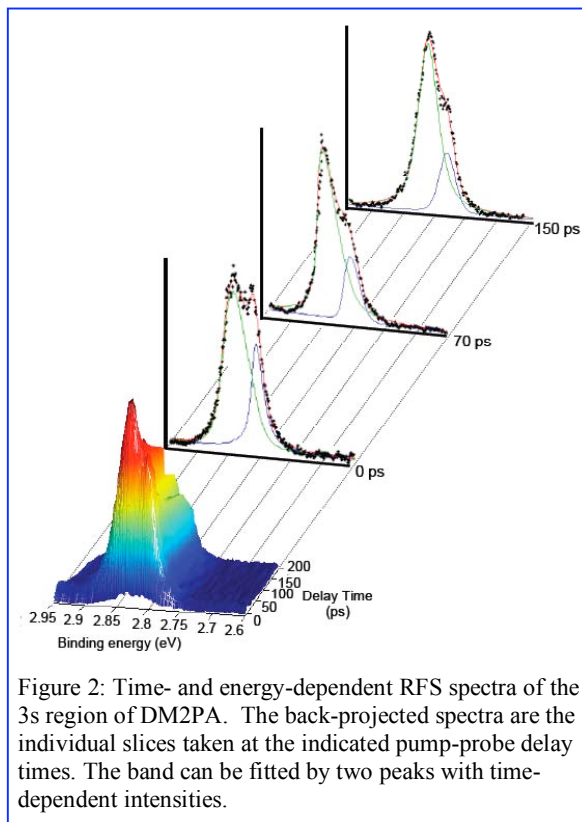 150 ps
70 ps
0 ps
200
150
100
50
0
Delay Time
(ps)
2.95 2.9 2.85 2.8 2.75 2.7 2.6
Binding energy (eV)
Figure 2: Time- and energy-dependent RFS spectra of the
3s region of DM2PA. The back-projected spectra are the
individual slices taken at the indicated pump-probe delay
times. The band can be fitted by two peaks with time-
dependent intensities.